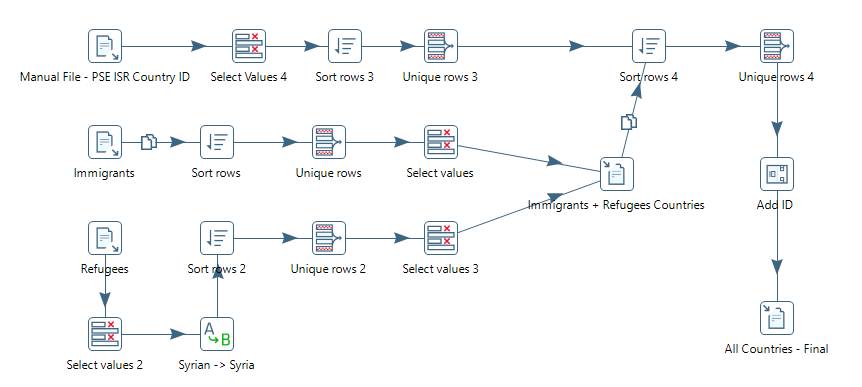 Manual File - PSE ISR Country ID
Select Values 4
Sort rows 3
Unique rows 3
Sort rows 4
Unique rows 4
Immigrants
Sort rows
Unique rows
Select values
Immigrants + Refugees Countries
Add ID
Refugees
Sort rows 2
Unique rows 2
Select values 3
Select values 2
A
B
Syrian -> Syria
All Countries - Final